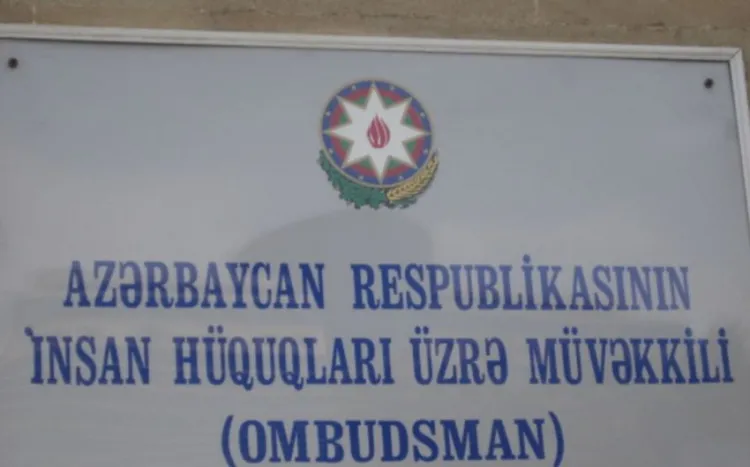 AZƏRBAYCAN RESPUBLİKASININ
İNSAN HÜQUQLARI ÜZRƏ MÜVƏKKİLİ
(OMBUDSMAN)